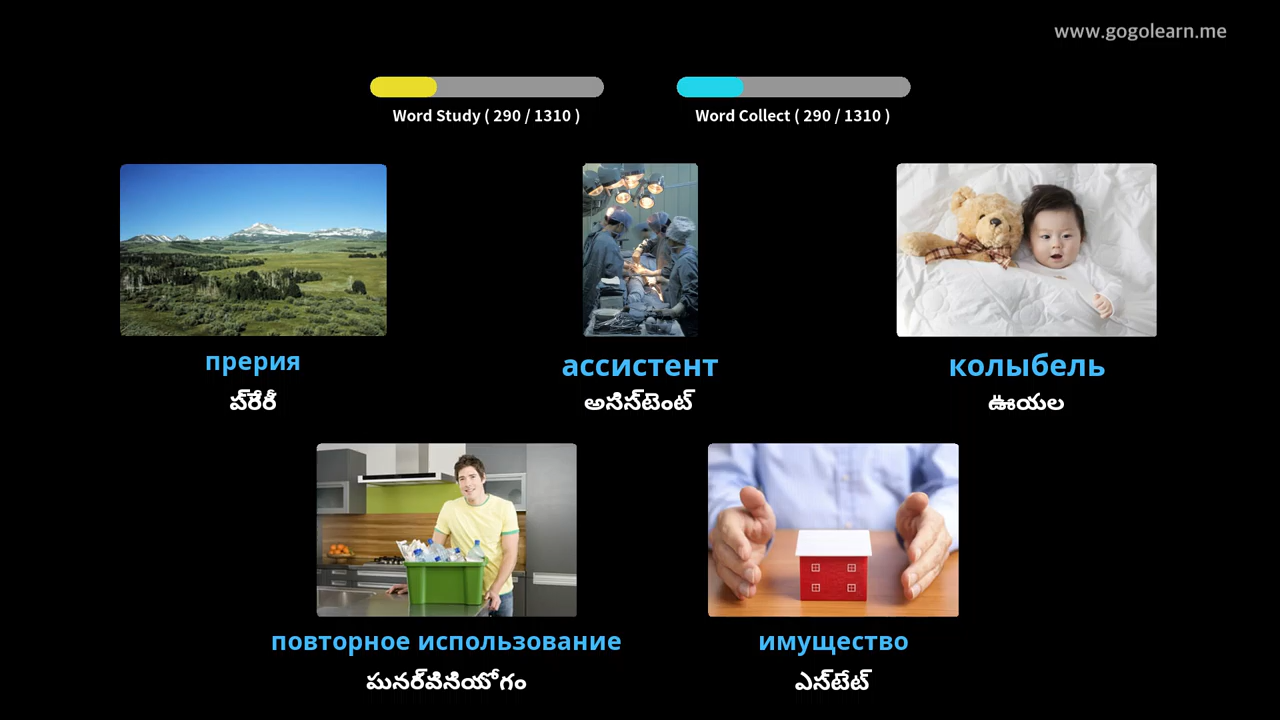 www.gogolearn.me
Word Study ( 290 / 1310 )
Word Collect ( 290 / 1310 )
прерия
ప్రేరీ
ассистент
అసిస్‌టెంట్
колыбель
ఊయల
повторное использование
పునర్‌వినియోగం
имущество
ఎస్‌టేట్